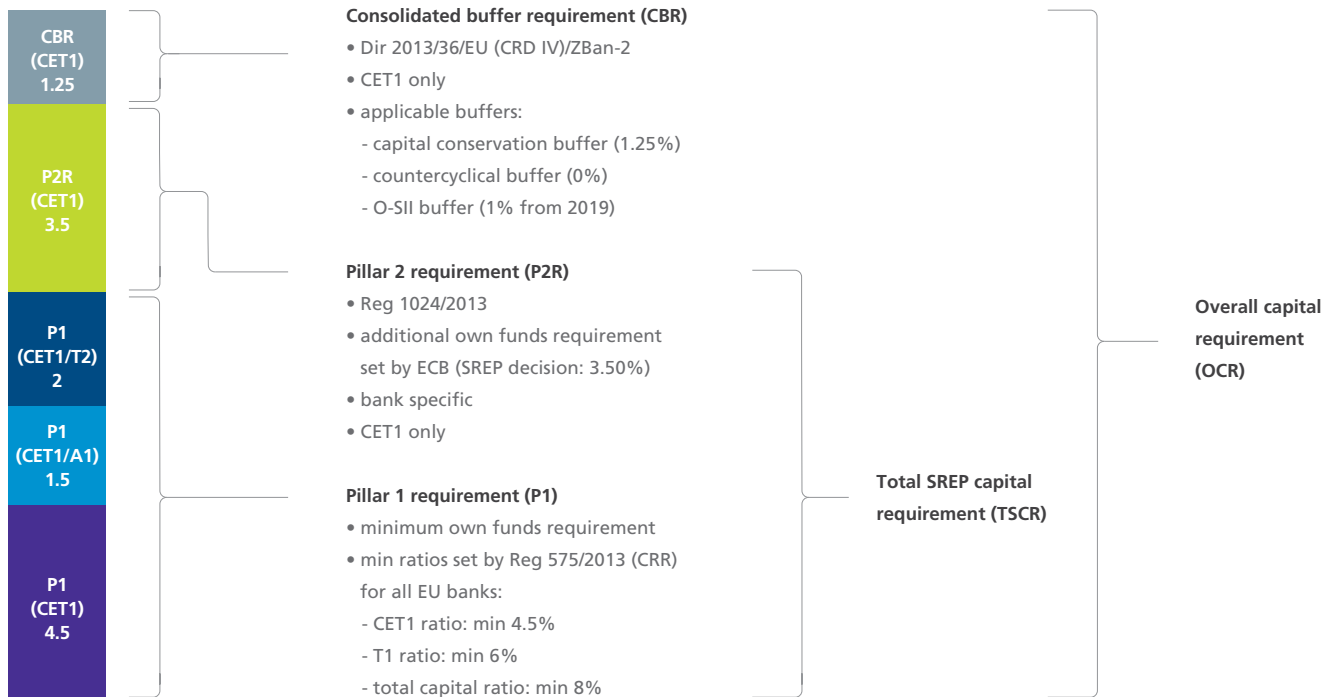 CBR
(CET1)
1.25
P2R
(CET1)
3.5
P1
(CET1/T2)
2
P1
(CET1/A1)
1.5
P1
(CET1)
4.5
Consolidated buffer requirement (CBR)
• Dir 2013/36/EU (CRD IV)/ZBan-2
• CET1 only
• applicable buffers:
- capital conservation buffer (1.25%)
- countercyclical buffer (0%)
- O-SII buffer (1% from 2019)
Pillar 2 requirement (P2R)
• Reg 1024/2013
• additional own funds requirement
set by ECB (SREP decision: 3.50%)
• bank specific
• CET1 only
Pillar 1 requirement (P1)
• minimum own funds requirement
• min ratios set by Reg 575/2013 (CRR)
for all EU banks:
- CET1 ratio: min 4.5%
- T1 ratio: min 6%
- total capital ratio: min 8%
Total SREP capital
requirement (TSCR)
Overall capital
requirement
(OCR)